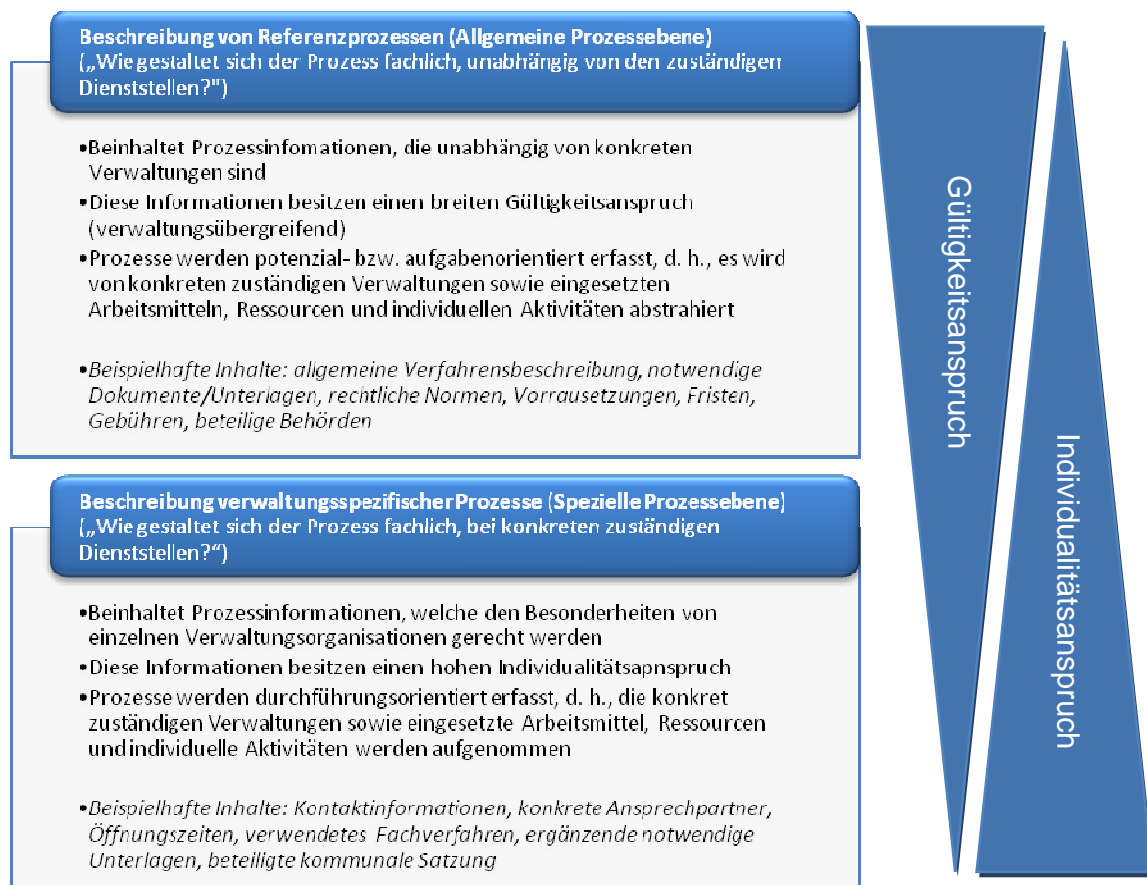 Beschreibung von Referenzprozessen (Allgemeine Prozessebene)
(„Wie gestaltet sich der Prozess fachlich, unabhängig von den zuständigen
Dienststellen?")
•Beinhaltet Prozessinfomationen, die unabhängig von konkreten
Verwaltungen sind
•Diese Informationen besitzen einen breiten Gültigkeitsanspruch
(verwaltungsübergreifend)
•Prozesse werden potenzial- bzw. aufgabenorientiert erfasst, d. h., es wird
von konkreten zuständigen Verwaltungen sowie eingesetzten
Arbeitsmitteln, Ressourcen und individuellen Aktivitäten abstrahiert
•Beispielhafte Inhalte: allgemeine Verfahrensbeschreibung, notwendige
Dokumente/Unterlagen, rechtliche Normen, Vorrausetzungen, Fristen,
Gebühren, beteilige Behörden
Beschreibung verwaltungsspezifischer Prozesse (Spezielle Prozessebene)
(„Wie gestaltet sich der Prozess fachlich, bei konkreten zuständigen
Dienststellen?“)
•Beinhaltet Prozessinformationen, welche den Besonderheiten von
einzelnen Verwaltungsorganisationen gerecht werden
•Diese Informationen besitzen einen hohen Individualitätsapnspruch
•Prozesse werden durchführungsorientiert erfasst, d. h., die konkret
zuständigen Verwaltungen sowie eingesetzte Arbeitsmittel, Ressourcen
und individuelle Aktivitäten werden aufgenommen
•Beispielhafte Inhalte: Kontaktinformationen, konkrete Ansprechpartner,
Öffnungszeiten, verwendetes Fachverfahren, ergänzende notwendige
Unterlagen, beteiligte kommunale Satzung
Gültigkeitsanspruch
Individualitätsanspruch